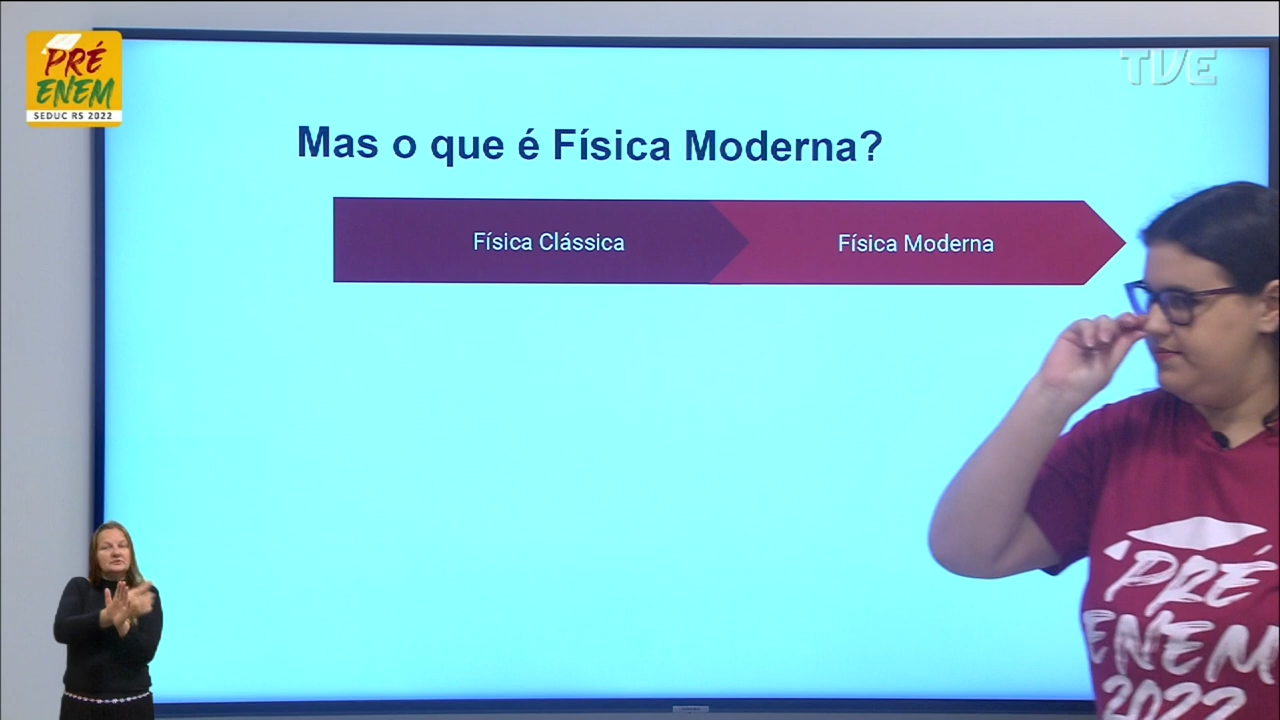 PRÉ
ENEM
SEDUC RS 2022
TVE
Mas o que é Física Moderna?
Física Clássica
Física Moderna
PRÉ
ENEM
2022